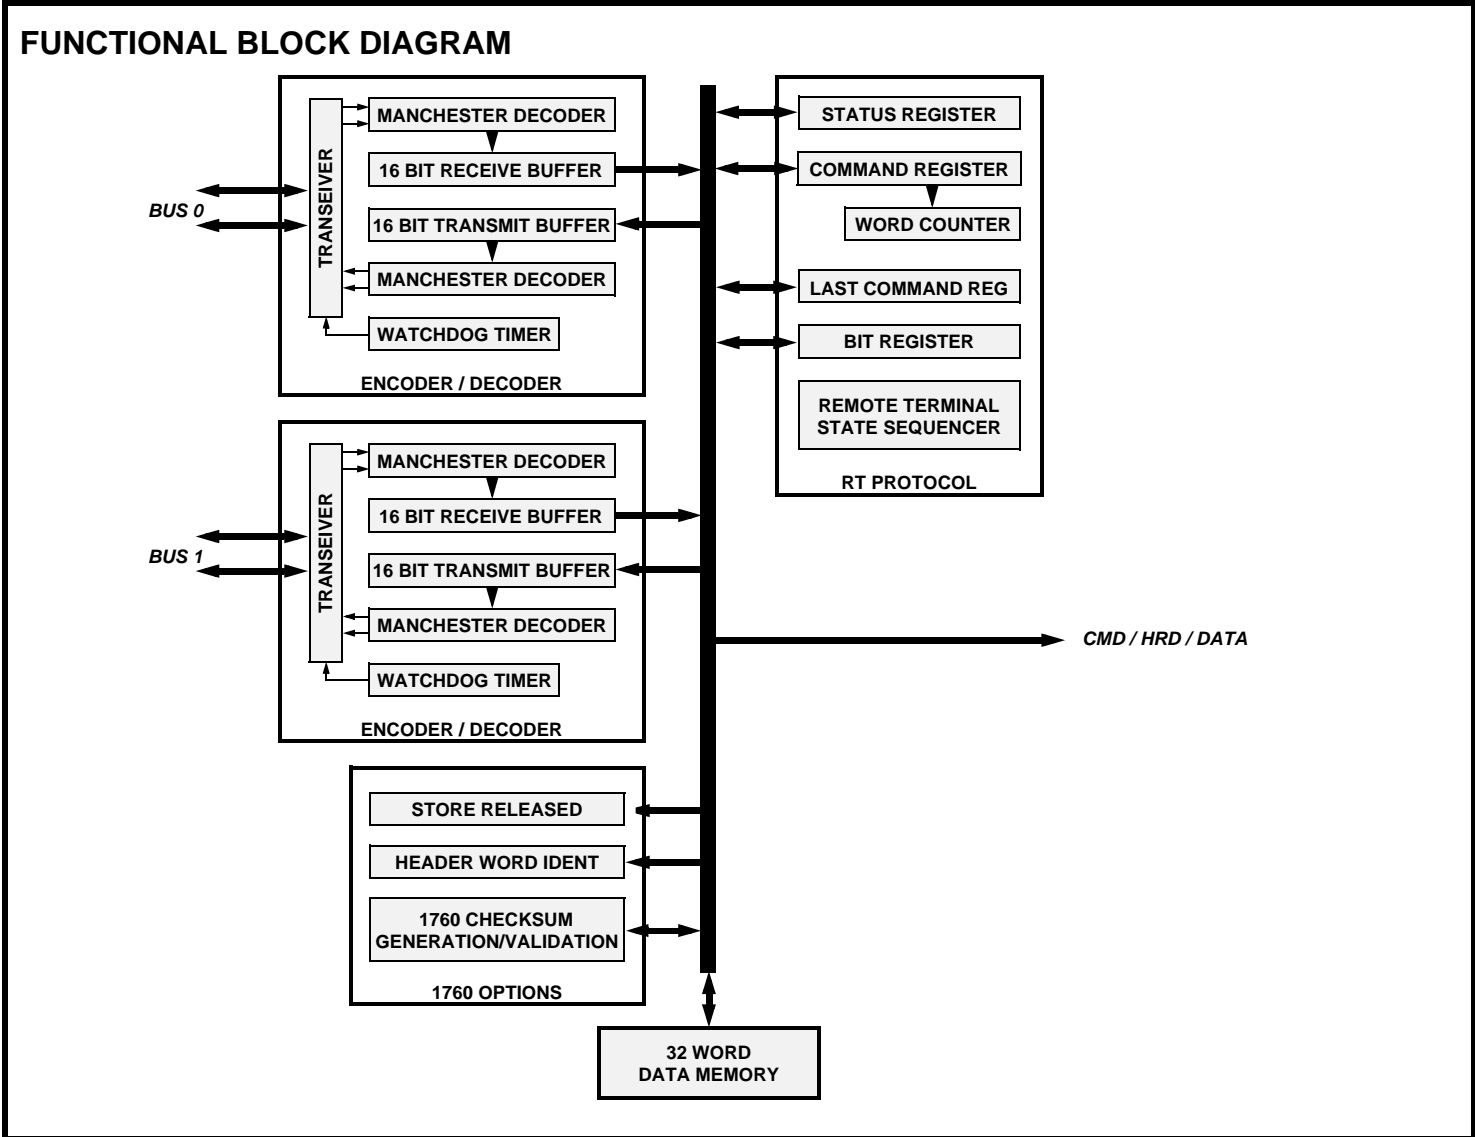 FUNCTIONAL BLOCK DIAGRAM
BUS 0
TRANSEIVER
MANCHESTER DECODER
16 BIT RECEIVE BUFFER
16 BIT TRANSMIT BUFFER
MANCHESTER DECODER
WATCHDOG TIMER
ENCODER / DECODER
BUS 1
TRANSEIVER
MANCHESTER DECODER
16 BIT RECEIVE BUFFER
16 BIT TRANSMIT BUFFER
MANCHESTER DECODER
WATCHDOG TIMER
ENCODER / DECODER
STORE RELEASED
HEADER WORD IDENT
1760 CHECKSUM
GENERATION/VALIDATION
1760 OPTIONS
STATUS REGISTER
COMMAND REGISTER
WORD COUNTER
LAST COMMAND REG
BIT REGISTER
REMOTE TERMINAL
STATE SEQUENCER
RT PROTOCOL
CMD / HRD / DATA
32 WORD
DATA MEMORY